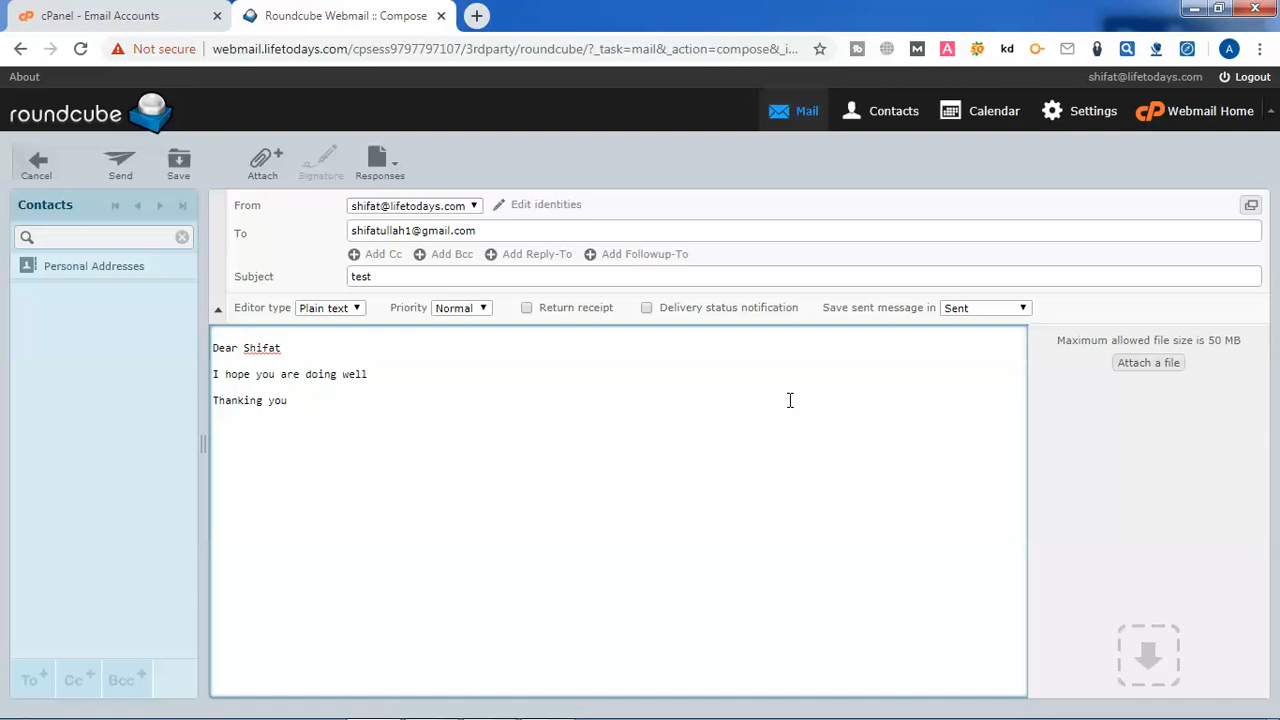 cPanel - Email Accounts
Roundcube Webmail :: Compose
Not secure
webmail.lifetodays.com/cpsess9797797107/3rdparty/roundcube/?_task=mail&_action=compose&_i...
M
A
kd
A
About
shifat@lifetodays.com
Logout
roundcube
Mail
Contacts
Calendar
Settings
cP Webmail Home
Cancel
Send
Save
Attach
Signature
Responses
Contacts
Personal Addresses
From
shifat@lifetodays.com
Edit identities
To
shifatullah1@gmail.com
Add Cc
Add Bcc
Add Reply-To
Add Followup-To
Subject
test
Editor type
Plain text
Priority
Normal
Return receipt
Delivery status notification
Save sent message in
Sent
Dear Shifat
I hope you are doing well
Thanking you
Maximum allowed file size is 50 MB
Attach a file
To+
Cc+
Bcc+